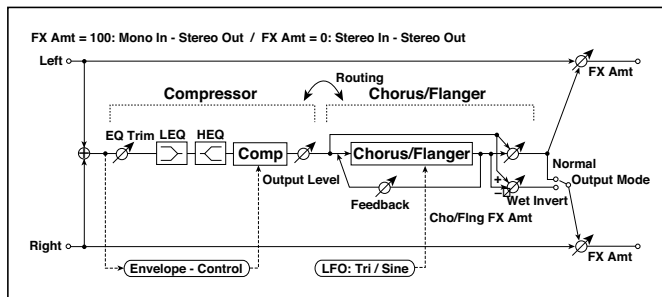 FX Amt = 100: Mono In - Stereo Out / FX Amt = 0: Stereo In - Stereo Out
Left
FX Amt
Routing
Compressor
Chorus/Flanger
EQ Trim
LEQ
HEQ
Comp
Chorus/Flanger
Normal
Output Level
Output Mode
+
−
Wet Invert
Feedback
Cho/Flng FX Amt
Right
FX Amt
Envelope - Control
LFO: Tri / Sine